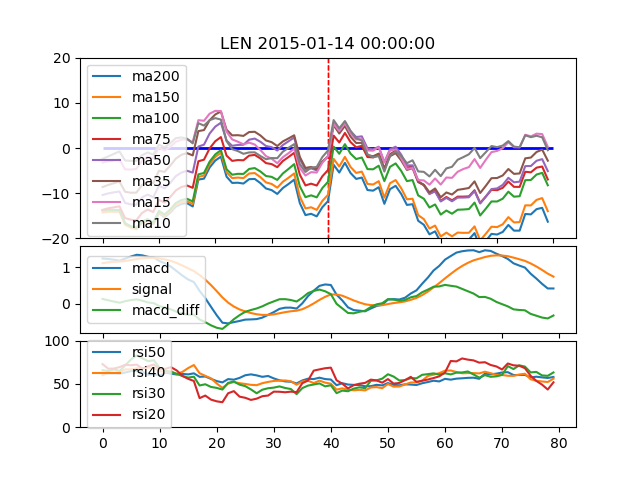 LEN 2015-01-14 00:00:00
20
10
0
−10
−20
ma200
ma150
ma100
ma75
ma50
ma35
ma15
ma10
1
0
macd
signal
macd_diff
100
50
0
rsi50
rsi40
rsi30
rsi20
0 10 20 30 40 50 60 70 80